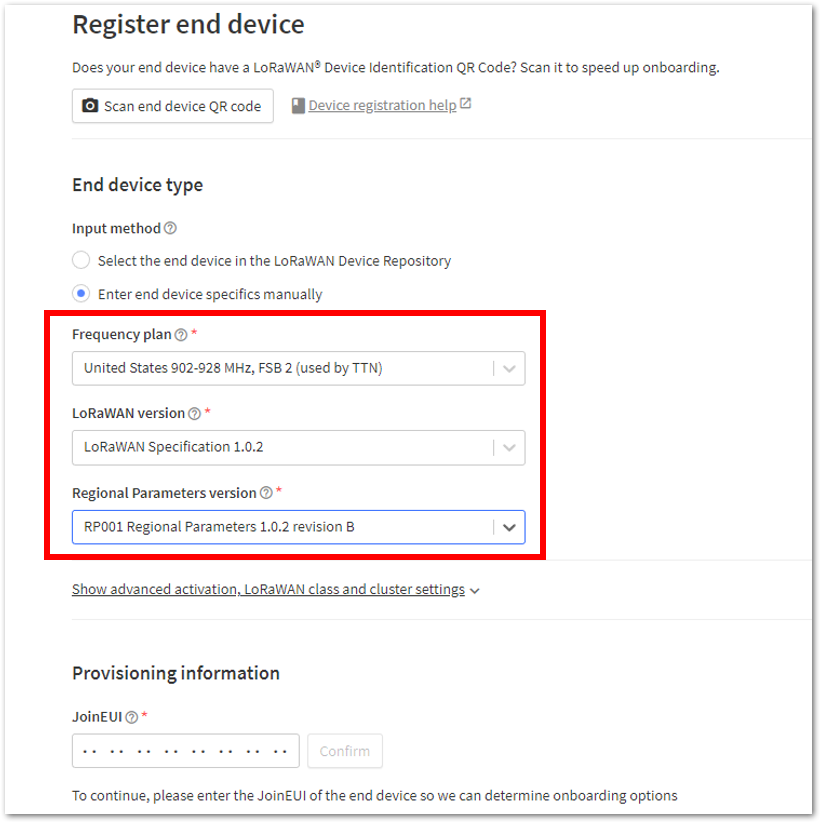 Register end device
Does your end device have a LoRaWAN® Device Identification QR Code? Scan it to speed up onboarding.
Scan end device QR code Device registration help
End device type
Input method
Select the end device in the LoRaWAN Device Repository
Enter end device specifics manually
Frequency plan *
United States 902-928 MHz, FSB 2 (used by TTN)
LoRaWAN version *
LoRaWAN Specification 1.0.2
Regional Parameters version *
RP001 Regional Parameters 1.0.2 revision B
Show advanced activation, LoRaWAN class and cluster settings
Provisioning information
JoinEUI *
·· ·· ·· ·· ·· ·· ·· ·· Confirm
To continue, please enter the JoinEUI of the end device so we can determine onboarding options